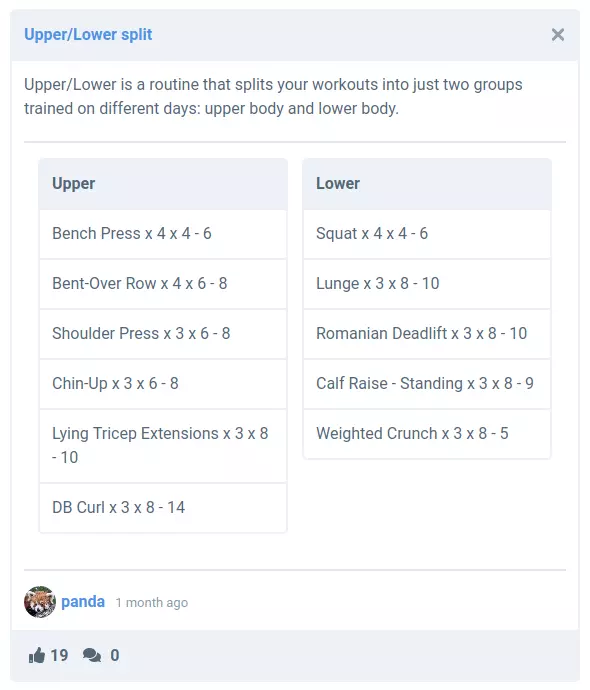 Upper/Lower split
Upper/Lower is a routine that splits your workouts into just two groups
trained on different days: upper body and lower body.
Upper
Bench Press x 4 x 4 - 6
Bent-Over Row x 4 x 6 - 8
Shoulder Press x 3 x 6 - 8
Chin-Up x 3 x 6 - 8
Lying Tricep Extensions x 3 x 8
- 10
DB Curl x 3 x 8 - 14
Lower
Squat x 4 x 4 - 6
Lunge x 3 x 8 - 10
Romanian Deadlift x 3 x 8 - 10
Calf Raise - Standing x 3 x 8 - 9
Weighted Crunch x 3 x 8 - 5
panda 1 month ago
19 0